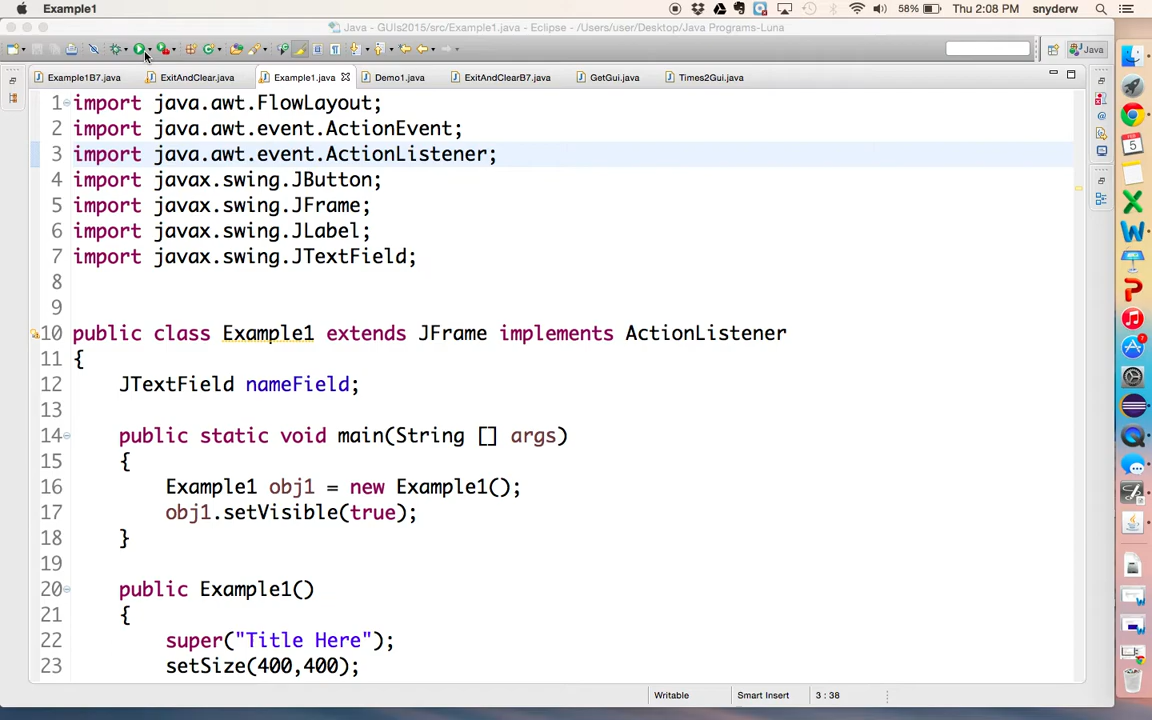 Example1
58%
Thu 2:08 PM
snyderw
Java - GUIs2015/src/Example1.java - Eclipse - /Users/user/Desktop/Java Programs-Luna
Java
Example1B7.java
ExitAndClear.java
Example1.java
Demo1.java
ExitAndClearB7.java
GetGui.java
Times2Gui.java
1 import java.awt.FlowLayout;
2 import java.awt.event.ActionEvent;
3 import java.awt.event.ActionListener;
4 import javax.swing.JButton;
5 import javax.swing.JFrame;
6 import javax.swing.JLabel;
7 import javax.swing.JTextField;
8
9
10 public class Example1 extends JFrame implements ActionListener
11 {
12 JTextField nameField;
13
14 public static void main(String [] args)
15 {
16 Example1 obj1 = new Example1();
17 obj1.setVisible(true);
18 }
19
20 public Example1()
21 {
22 super("Title Here");
23 setSize(400,400);
Writable
Smart Insert
3 : 38